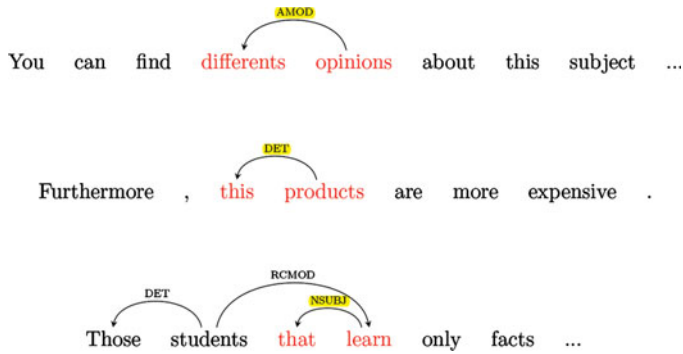 AMOD
You can find differents opinions about this subject ...
DET
Furthermore , this products are more expensive .
RCMOD
DET
NSUBJ
Those students that learn only facts ...